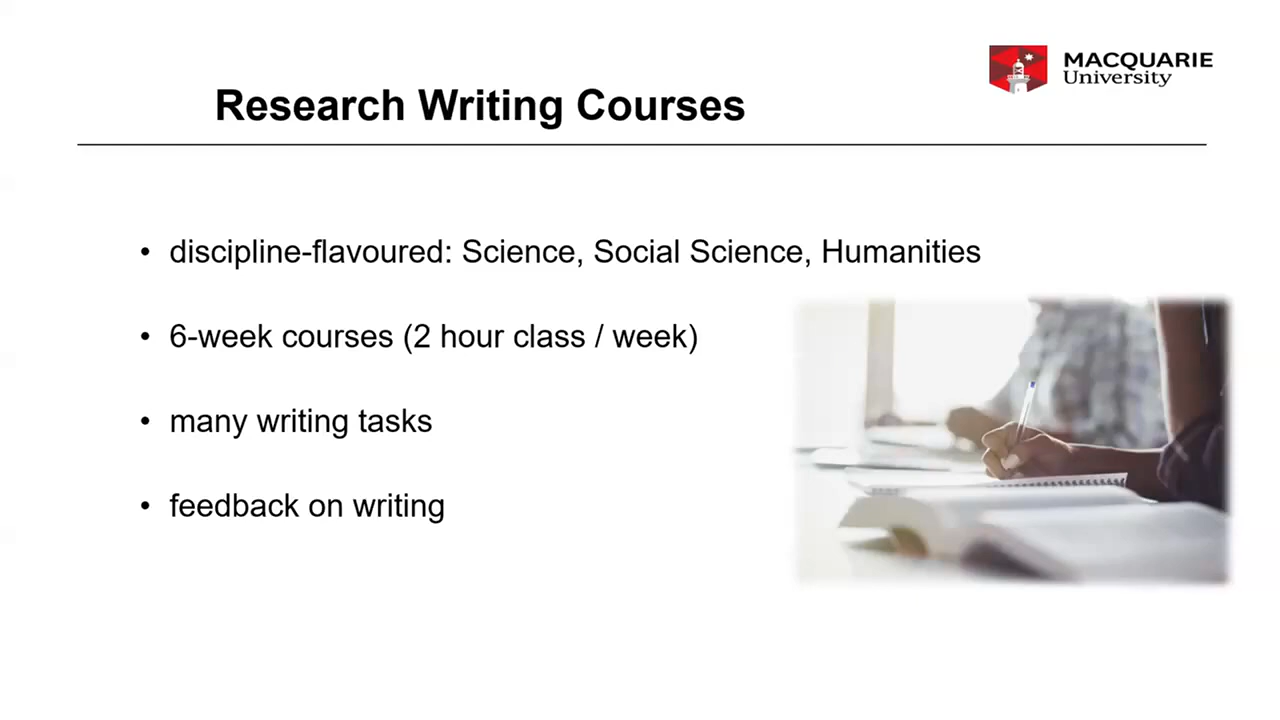 MACQUARIE
University
Research Writing Courses
• discipline-flavoured: Science, Social Science, Humanities
• 6-week courses (2 hour class / week)
• many writing tasks
• feedback on writing